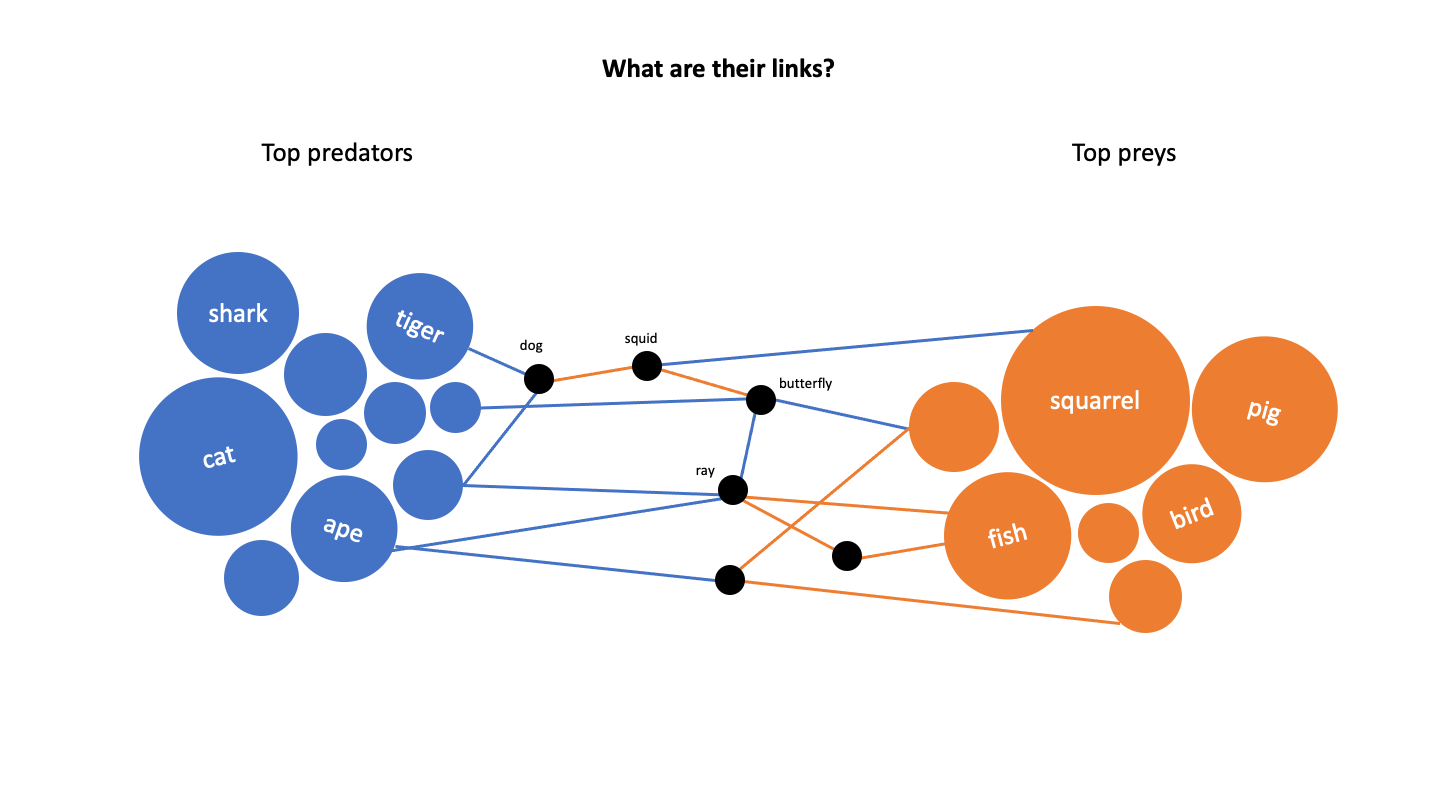 What are their links?
Top predators
Top preys
shark
tiger
dog
squid
butterfly
squarrel
pig
cat
ray
ape
fish
bird